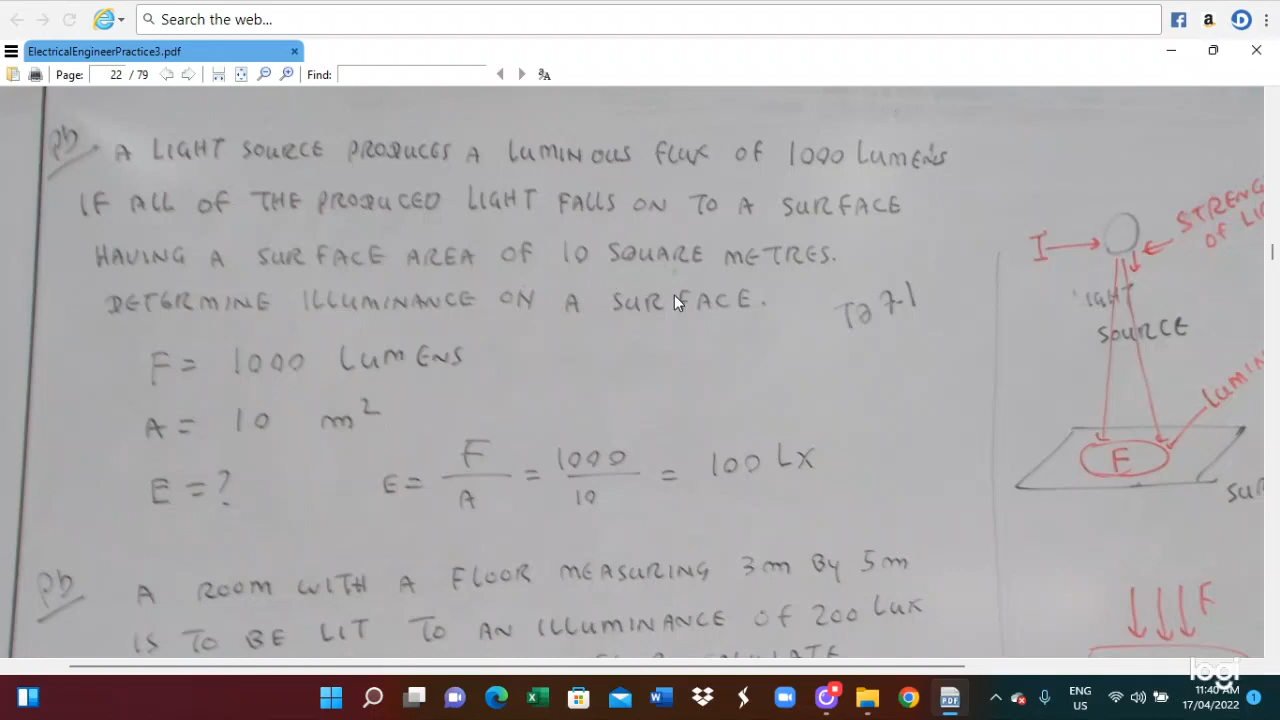 Search the web...
ElectricalEngineerPractice3.pdf
Page: 22 / 79 Find:
Pb. A LIGHT SOURCE PRODUCES A LUMINOUS FLUX OF 1000 LUMENS
IF ALL OF THE PRODUCED LIGHT FALLS ON TO A SURFACE
HAVING A SURFACE AREA OF 10 SQUARE METRES.
DETERMINE ILLUMINANCE ON A SURFACE.
F = 1000 LUMENS
A = 10 m²
E = ? E = F/A = 1000/10 = 100 LX
Pb A ROOM WITH A FLOOR MEASURING 3m BY 5m
IS TO BE LIT TO AN ILLUMINANCE OF 200 LUX
I
OF
SOURCE
F
F
logi
ENG
US
11:40 AM
17/04/2022
1